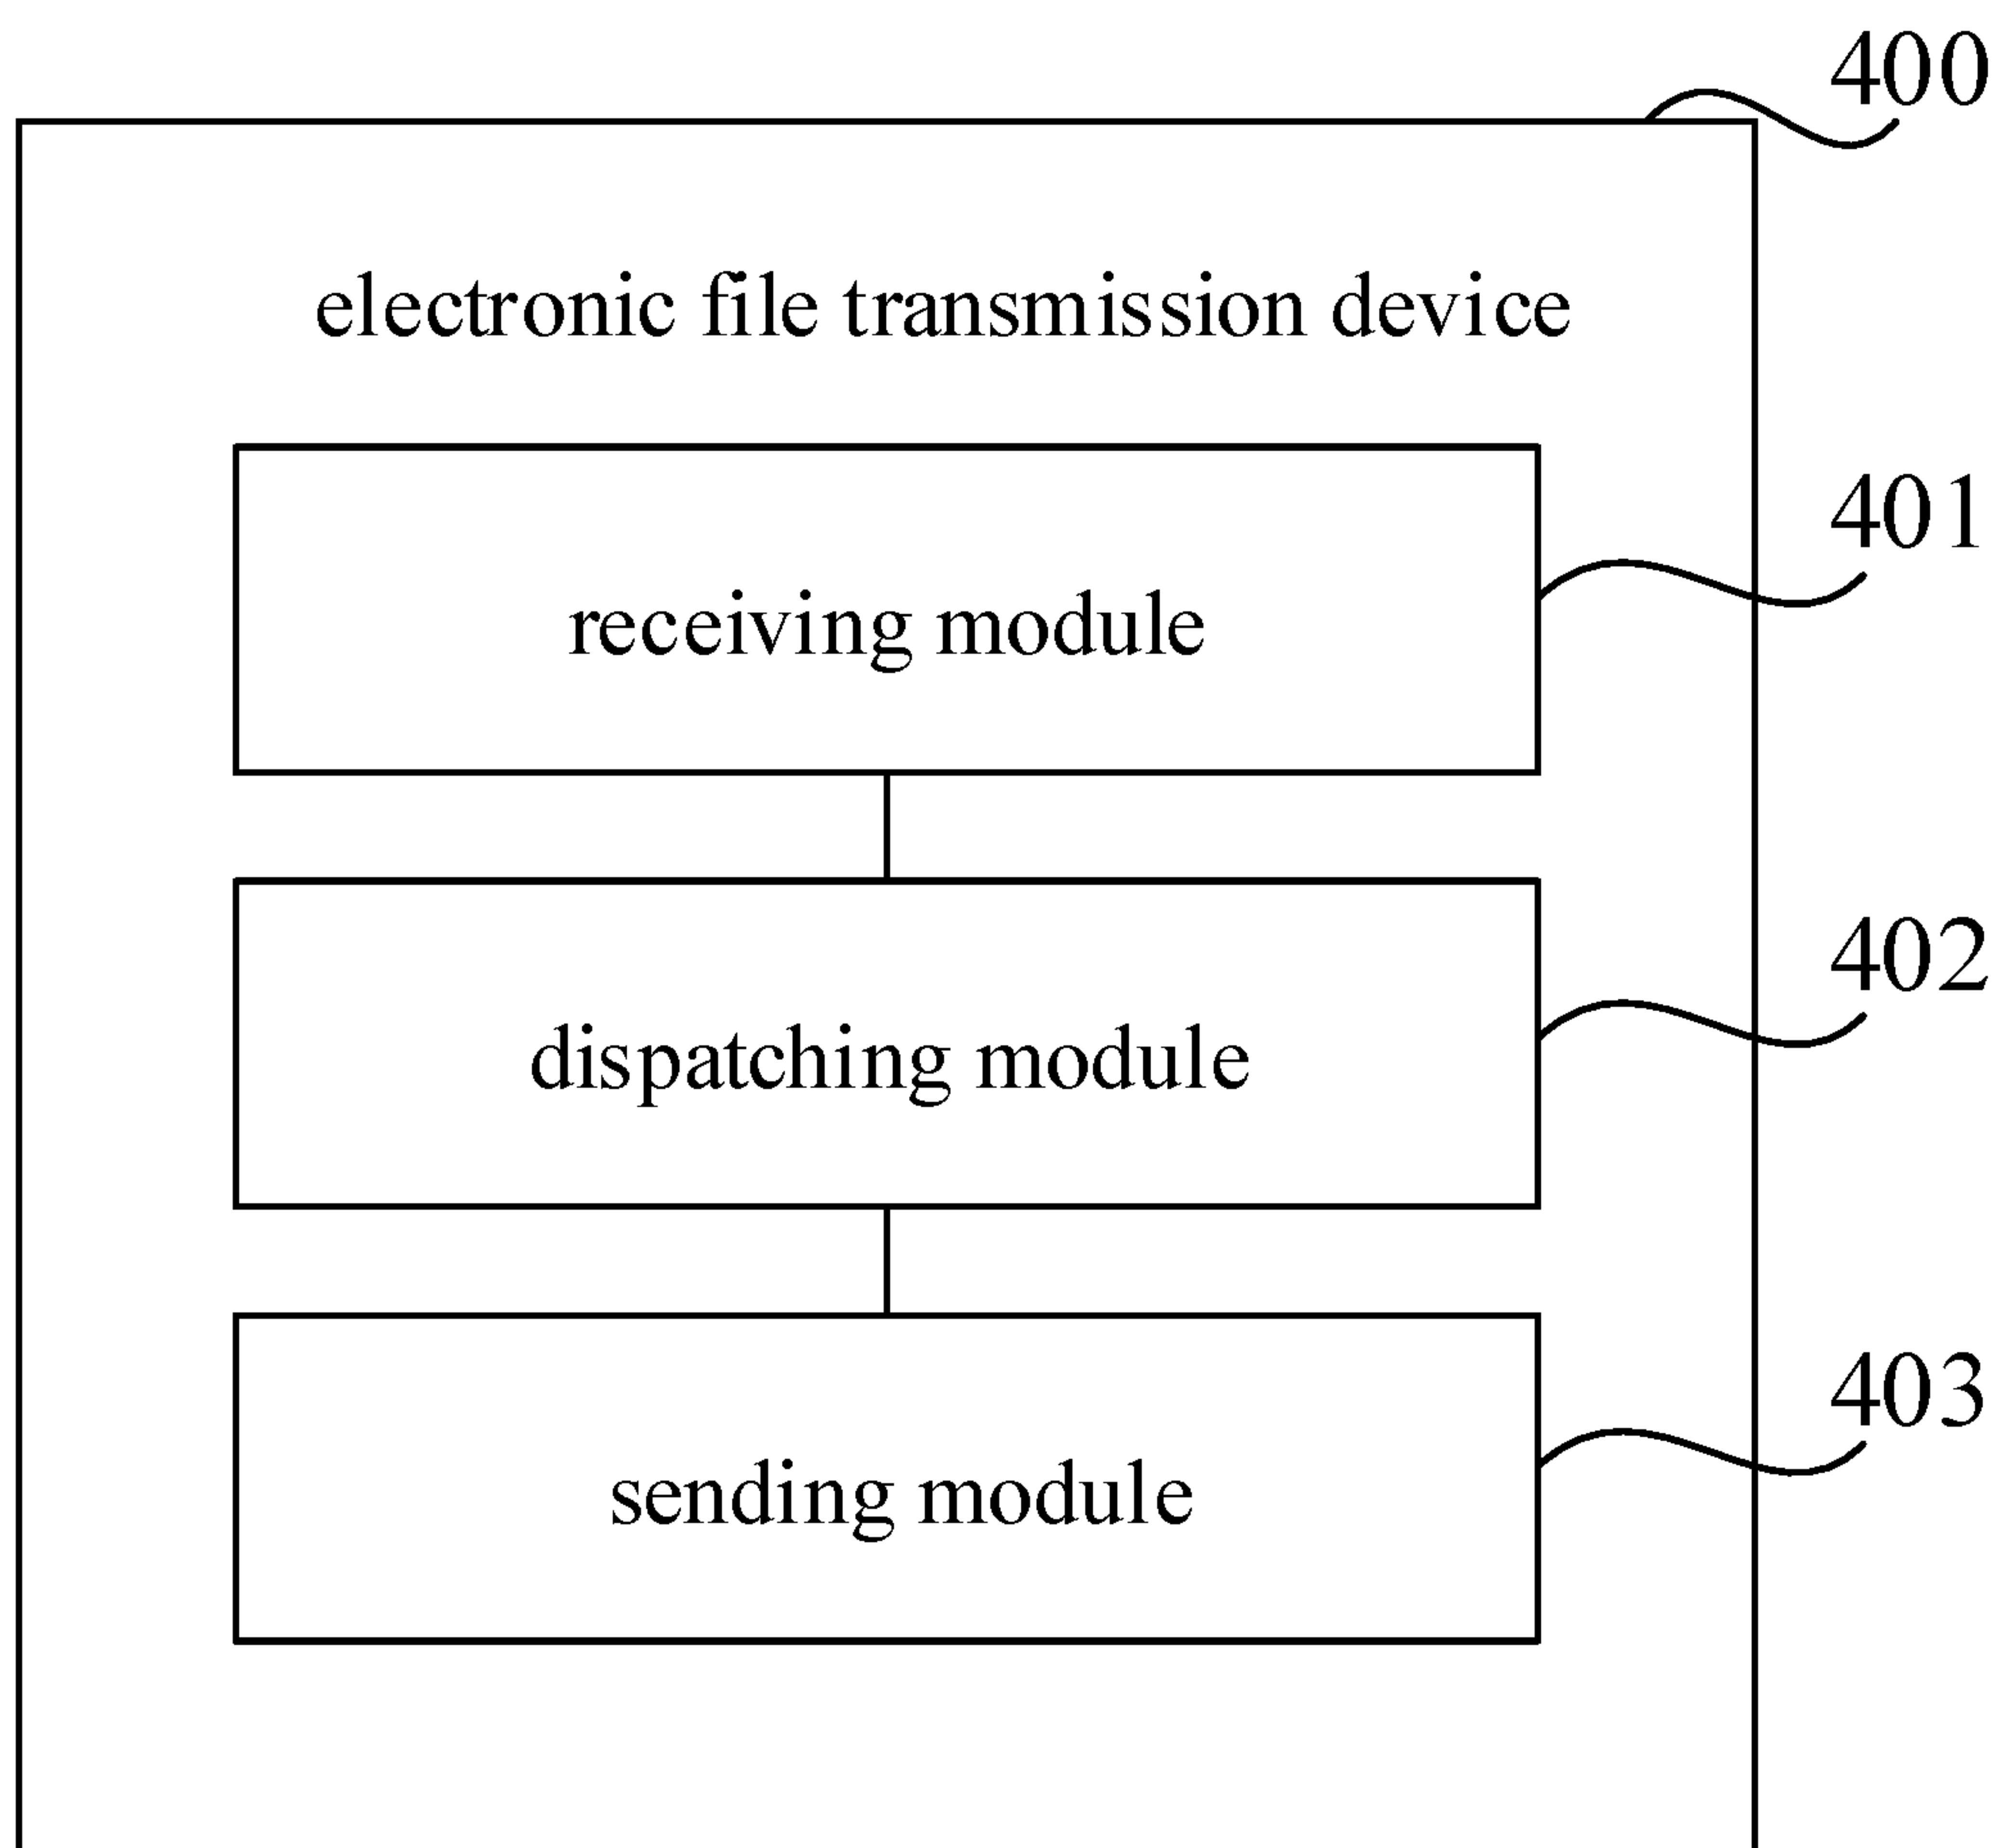 400
electronic file transmission device
401
receiving module
402
dispatching module
403
sending module